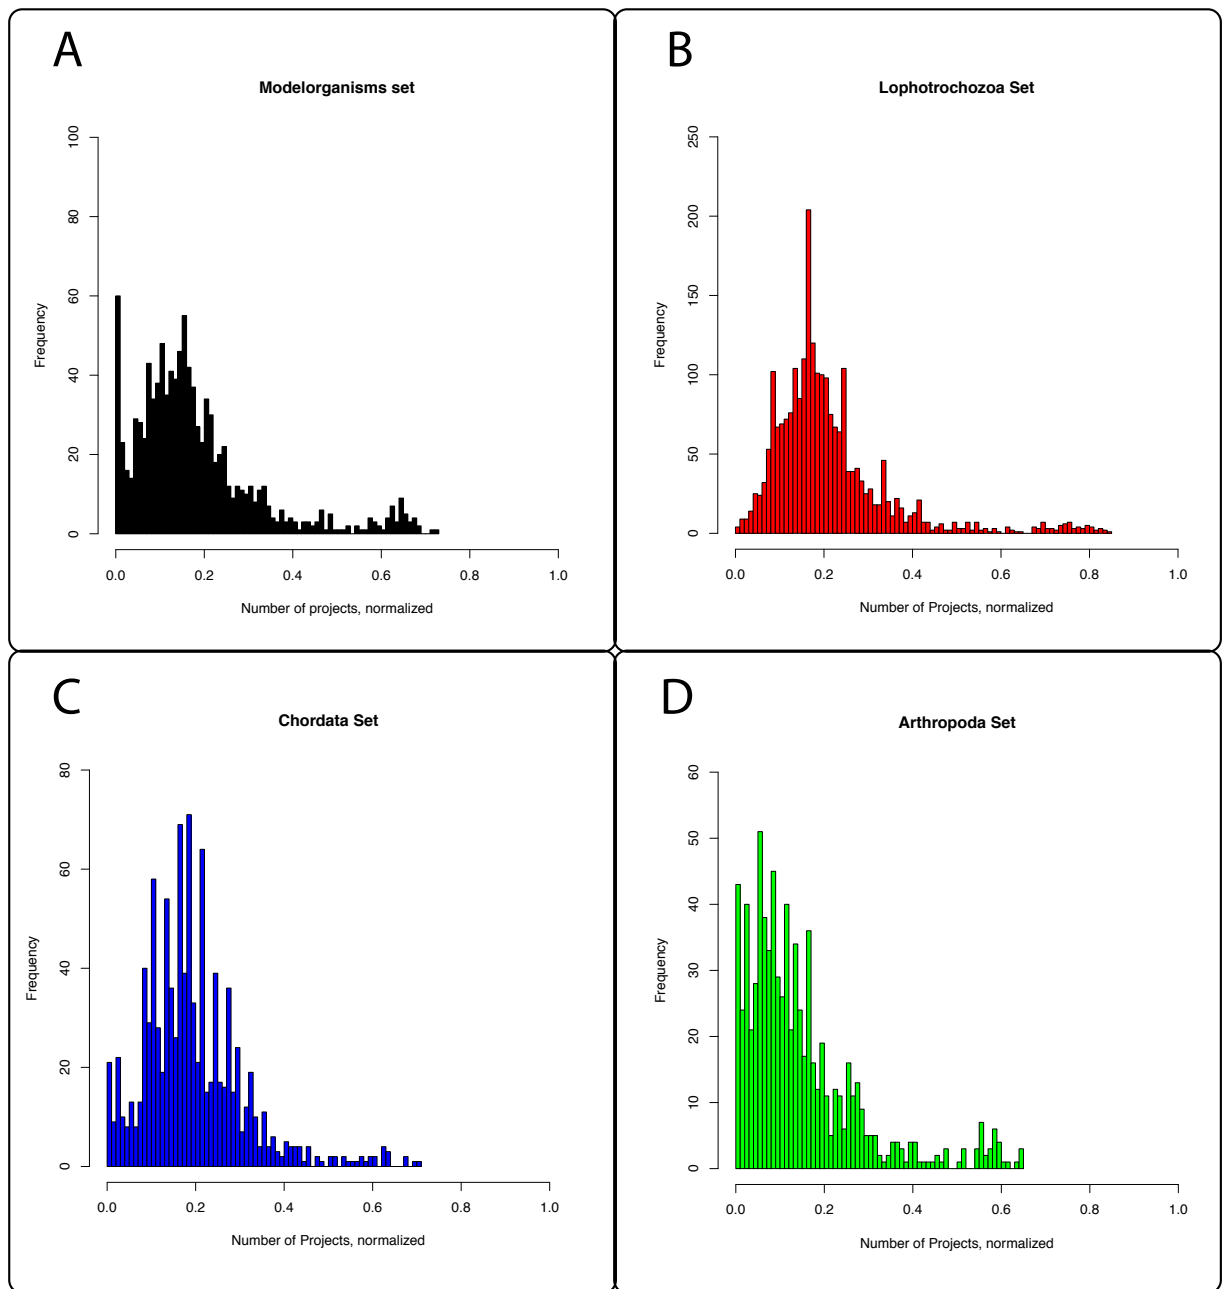 A
Modelorganisms set
100
80
60
40
20
0
Frequency
0.0 0.2 0.4 0.6 0.8 1.0
Number of projects, normalized
B
Lophotrochozoa Set
250
200
150
100
50
0
Frequency
0.0 0.2 0.4 0.6 0.8 1.0
Number of Projects, normalized
C
Chordata Set
80
60
40
20
0
Frequency
0.0 0.2 0.4 0.6 0.8 1.0
Number of Projects, normalized
D
Arthropoda Set
60
50
40
30
20
10
0
Frequency
0.0 0.2 0.4 0.6 0.8 1.0
Number of Projects, normalized